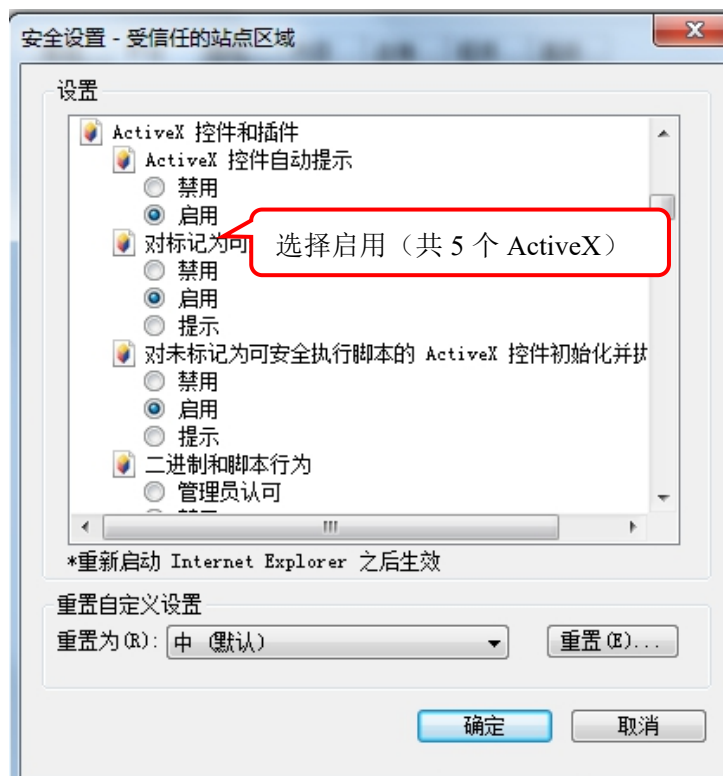 安全设置 - 受信任的站点区域
设置
ActiveX 控件和插件
ActiveX 控件自动提示
禁用
启用
对标记为可
选择启用（共 5 个 ActiveX）
禁用
启用
提示
对未标记为可安全执行脚本的 ActiveX 控件初始化并执
禁用
启用
提示
二进制和脚本行为
管理员认可
*重新启动 Internet Explorer 之后生效
重置自定义设置
重置为(R): 中 (默认)
重置(E)...
确定
取消